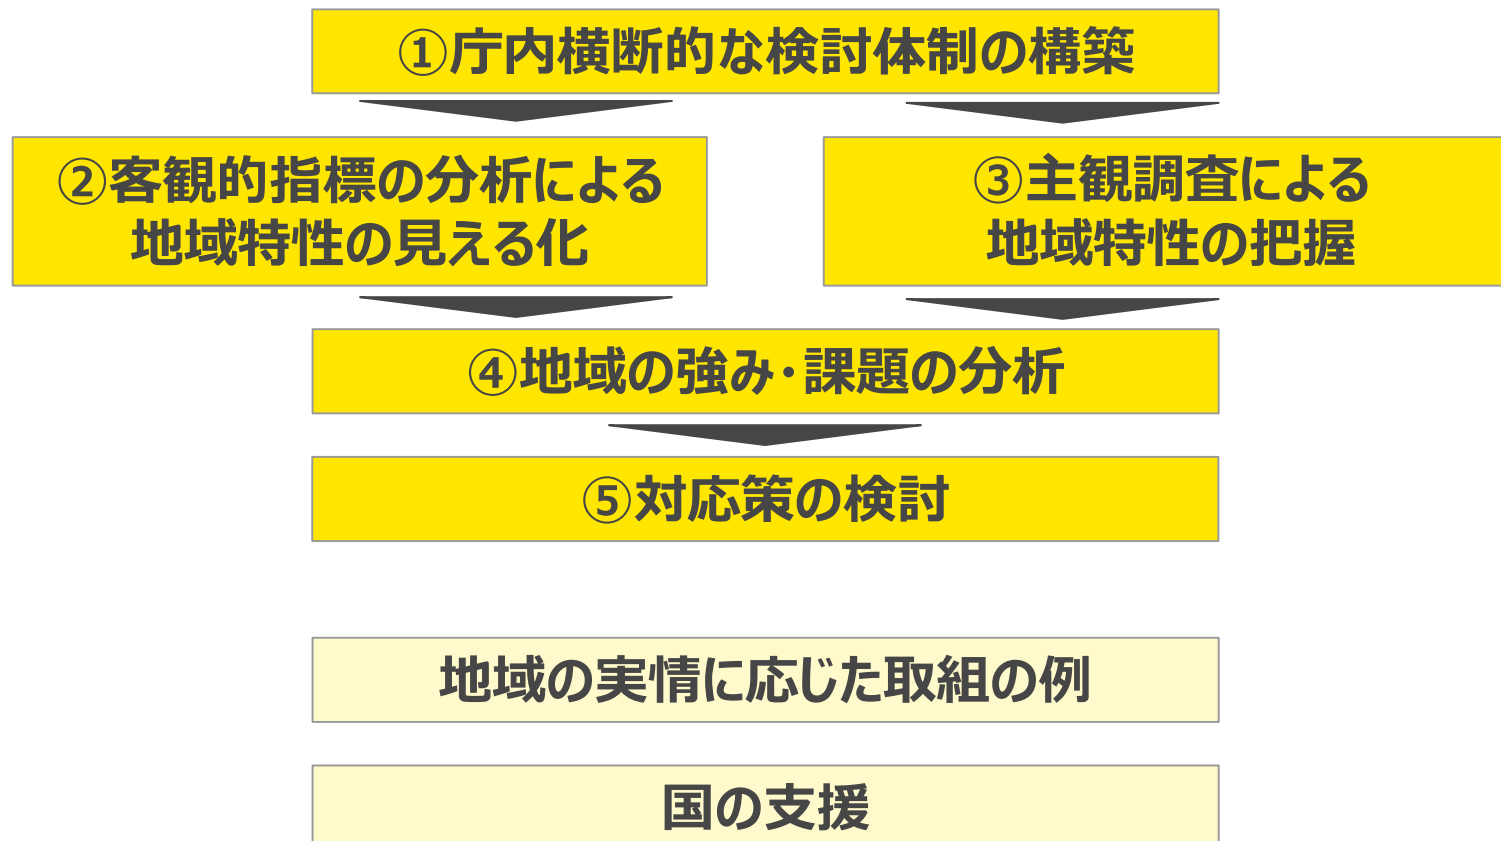 ①庁内横断的な検討体制の構築
②客観的指標の分析による
地域特性の見える化
③主観調査による
地域特性の把握
④地域の強み・課題の分析
⑤対応策の検討
地域の実情に応じた取組の例
国の支援